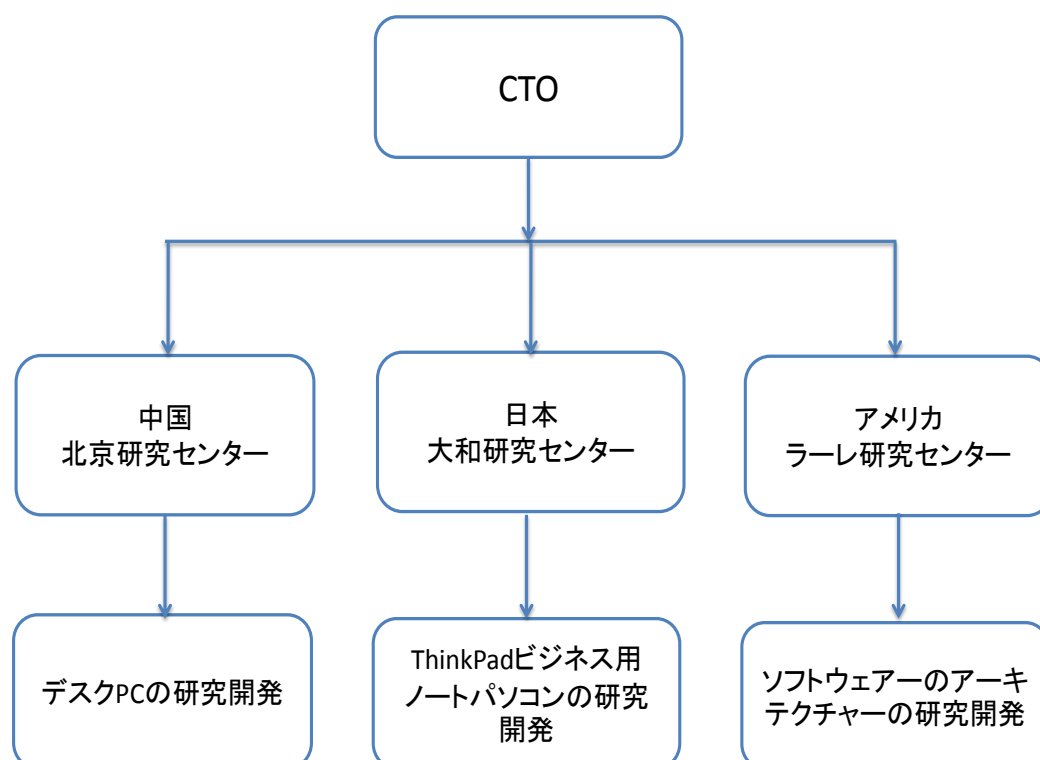 CTO
中国
北京研究センター
日本
大和研究センター
アメリカ
ラーレ研究センター
デスクPCの研究開発
ThinkPadビジネス用
ノートパソコンの研究
開発
ソフトウェアーのアーキ
テクチャーの研究開発